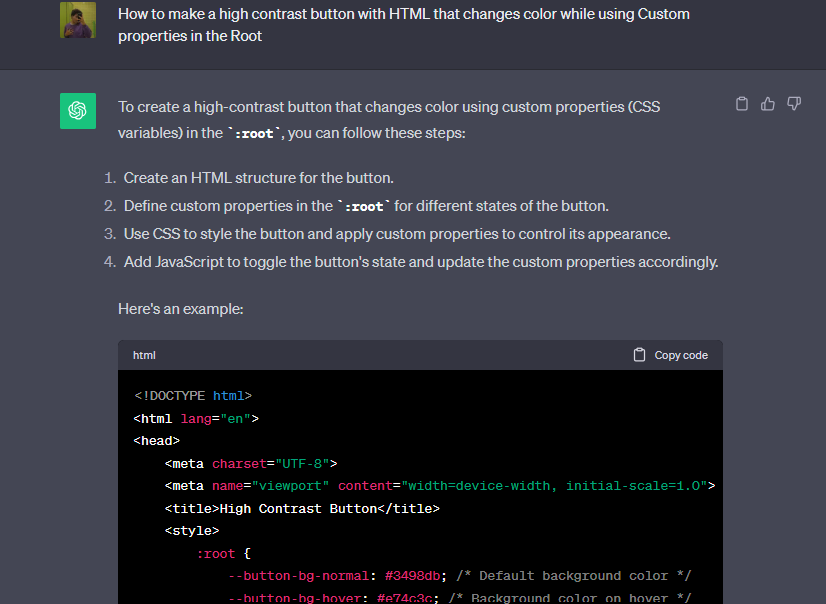 How to make a high contrast button with HTML that changes color while using Custom
properties in the Root
To create a high-contrast button that changes color using custom properties (CSS
variables) in the `:root`, you can follow these steps:
1. Create an HTML structure for the button.
2. Define custom properties in the `:root` for different states of the button.
3. Use CSS to style the button and apply custom properties to control its appearance.
4. Add JavaScript to toggle the button's state and update the custom properties accordingly.
Here's an example:
html Copy code
<!DOCTYPE html>
<html lang="en">
<head>
<meta charset="UTF-8">
<meta name="viewport" content="width=device-width, initial-scale=1.0">
<title>High Contrast Button</title>
<style>
:root {
--button-bg-normal: #3498db; /* Default background color */
--button-bg-hover: #e74c3c; /* Background color on hover */